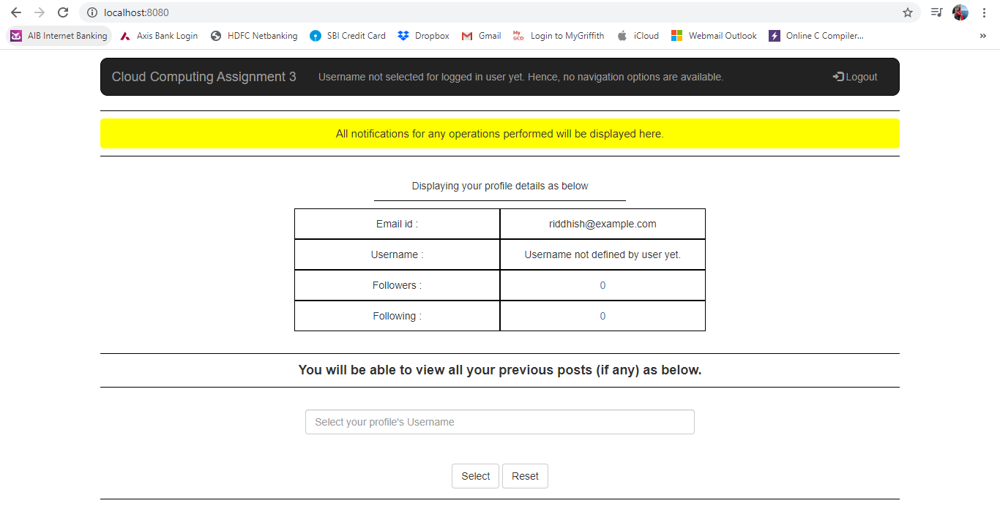 localhost:8080
AIB Internet Banking Axis Bank Login HDFC Netbanking SBI Credit Card Dropbox Gmail My GCD Login to MyGriffith iCloud Webmail Outlook Online C Compiler... »
Cloud Computing Assignment 3 Username not selected for logged in user yet. Hence, no navigation options are available. Logout
All notifications for any operations performed will be displayed here.
Displaying your profile details as below
Email id : riddhish@example.com
Username : Username not defined by user yet.
Followers : 0
Following : 0
You will be able to view all your previous posts (if any) as below.
Select your profile's Username
Select Reset